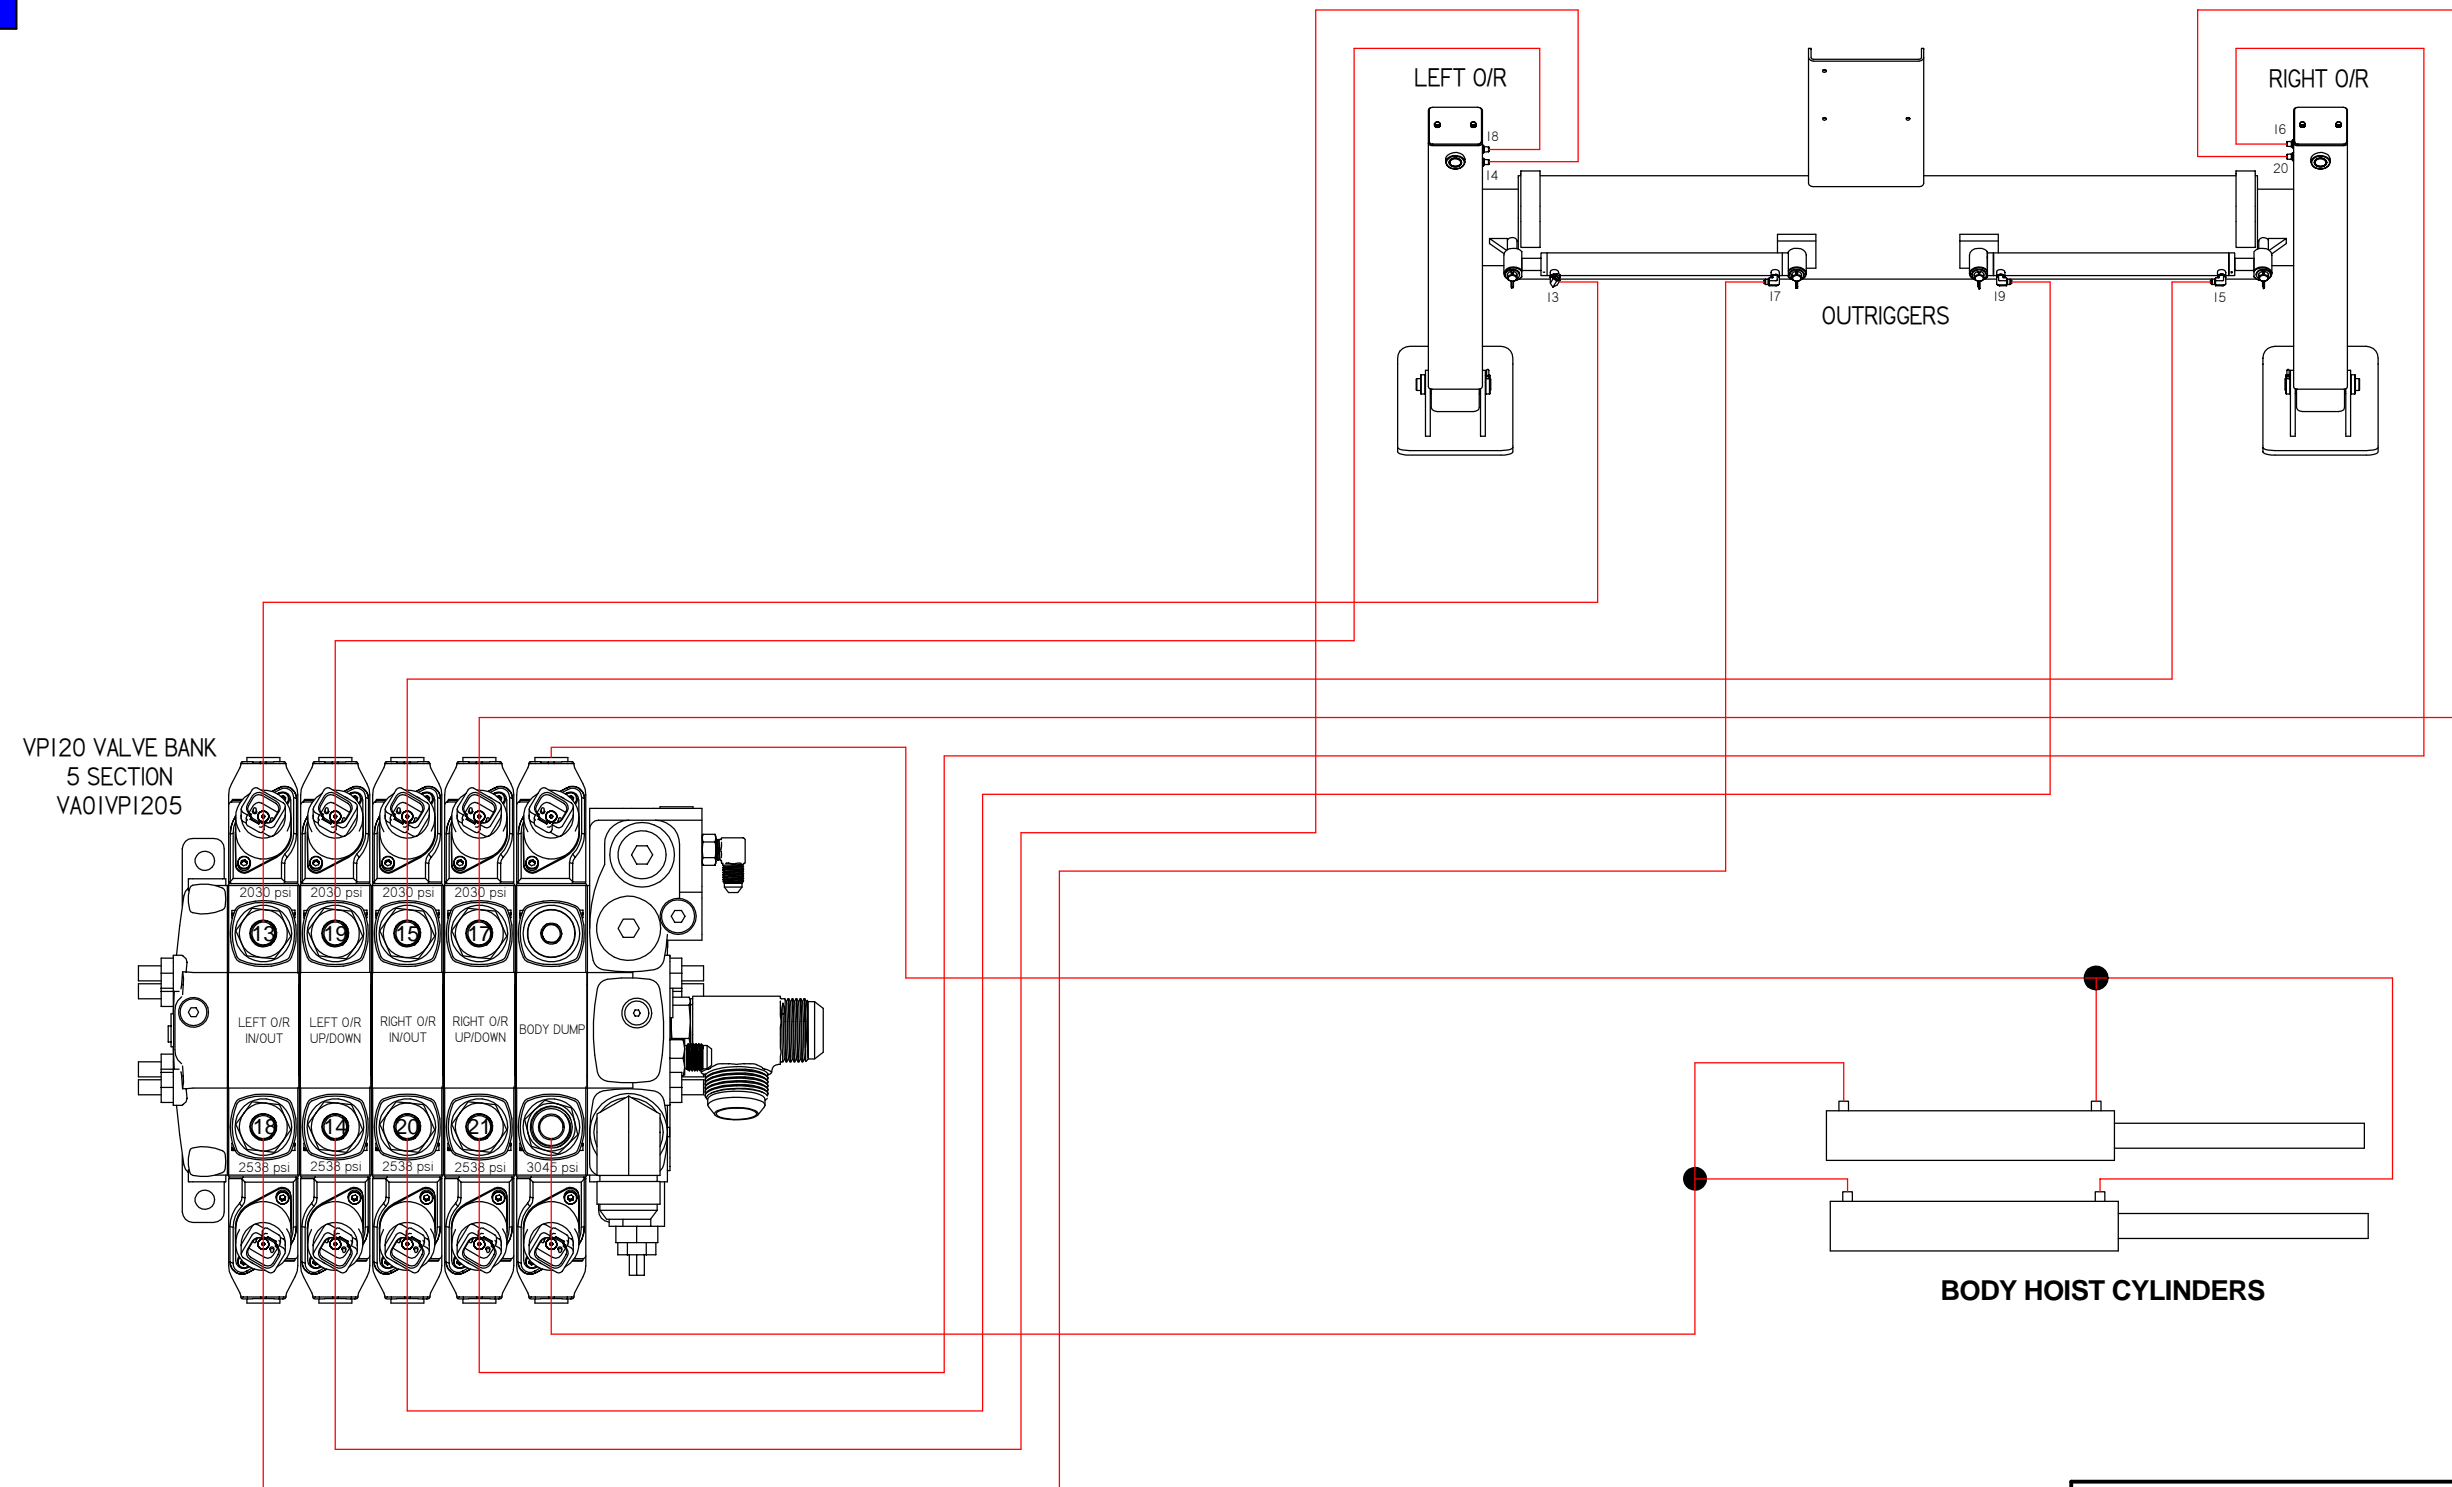 LEFT O/R
RIGHT O/R
18
14
16
20
13
17
19
15
OUTRIGGERS
VP120 VALVE BANK
5 SECTION
VA01VP1205
2030 psi
2030 psi
2030 psi
2030 psi
13
19
15
17
LEFT O/R
IN/OUT
LEFT O/R
UP/DOWN
RIGHT O/R
IN/OUT
RIGHT O/R
UP/DOWN
BODY DUMP
18
14
20
21
2538 psi
2538 psi
2538 psi
2538 psi
3045 psi
BODY HOIST CYLINDERS